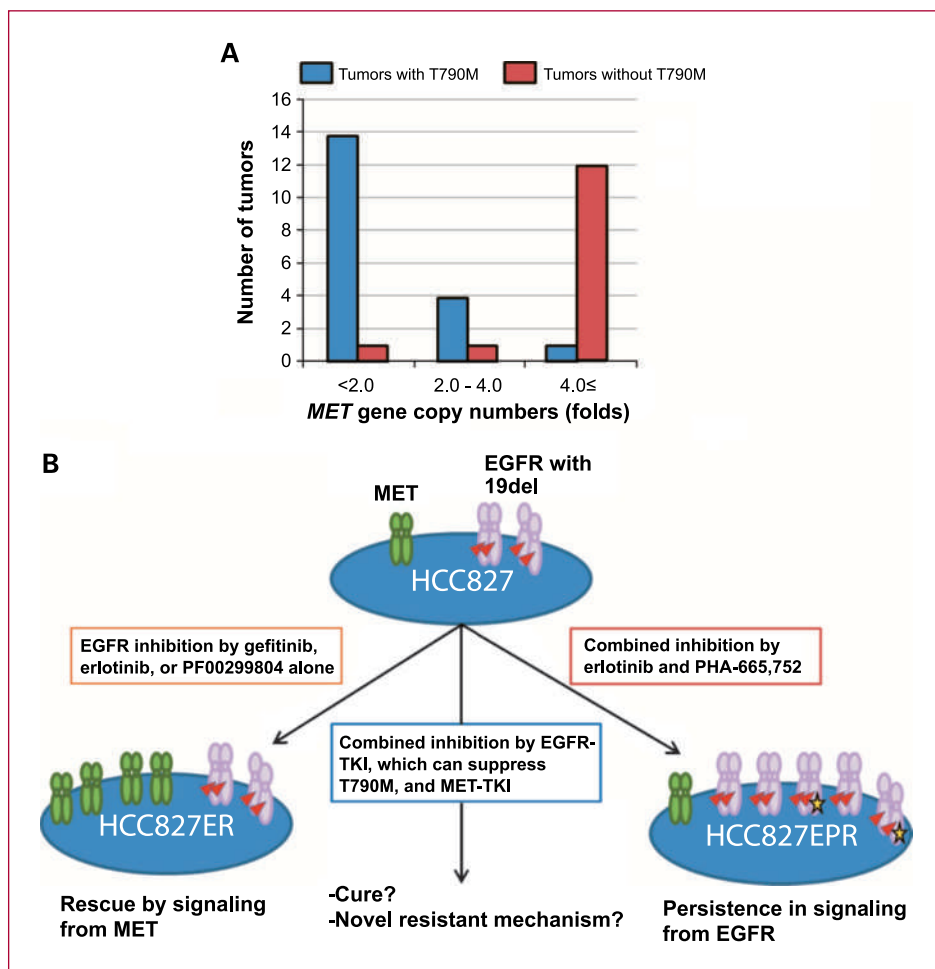 A
Tumors with T790M
Tumors without T790M
16
14
12
10
8
6
4
2
0
Number of tumors
<2.0
2.0 - 4.0
4.0≤
MET gene copy numbers (folds)
B
MET
EGFR with
19del
HCC827
EGFR inhibition by gefitinib,
erlotinib, or PF00299804 alone
Combined inhibition by
erlotinib and PHA-665,752
Combined inhibition by EGFR-
TKI, which can suppress
T790M, and MET-TKI
HCC827ER
HCC827EPR
Rescue by signaling
from MET
-Cure?
-Novel resistant mechanism?
Persistence in signaling
from EGFR